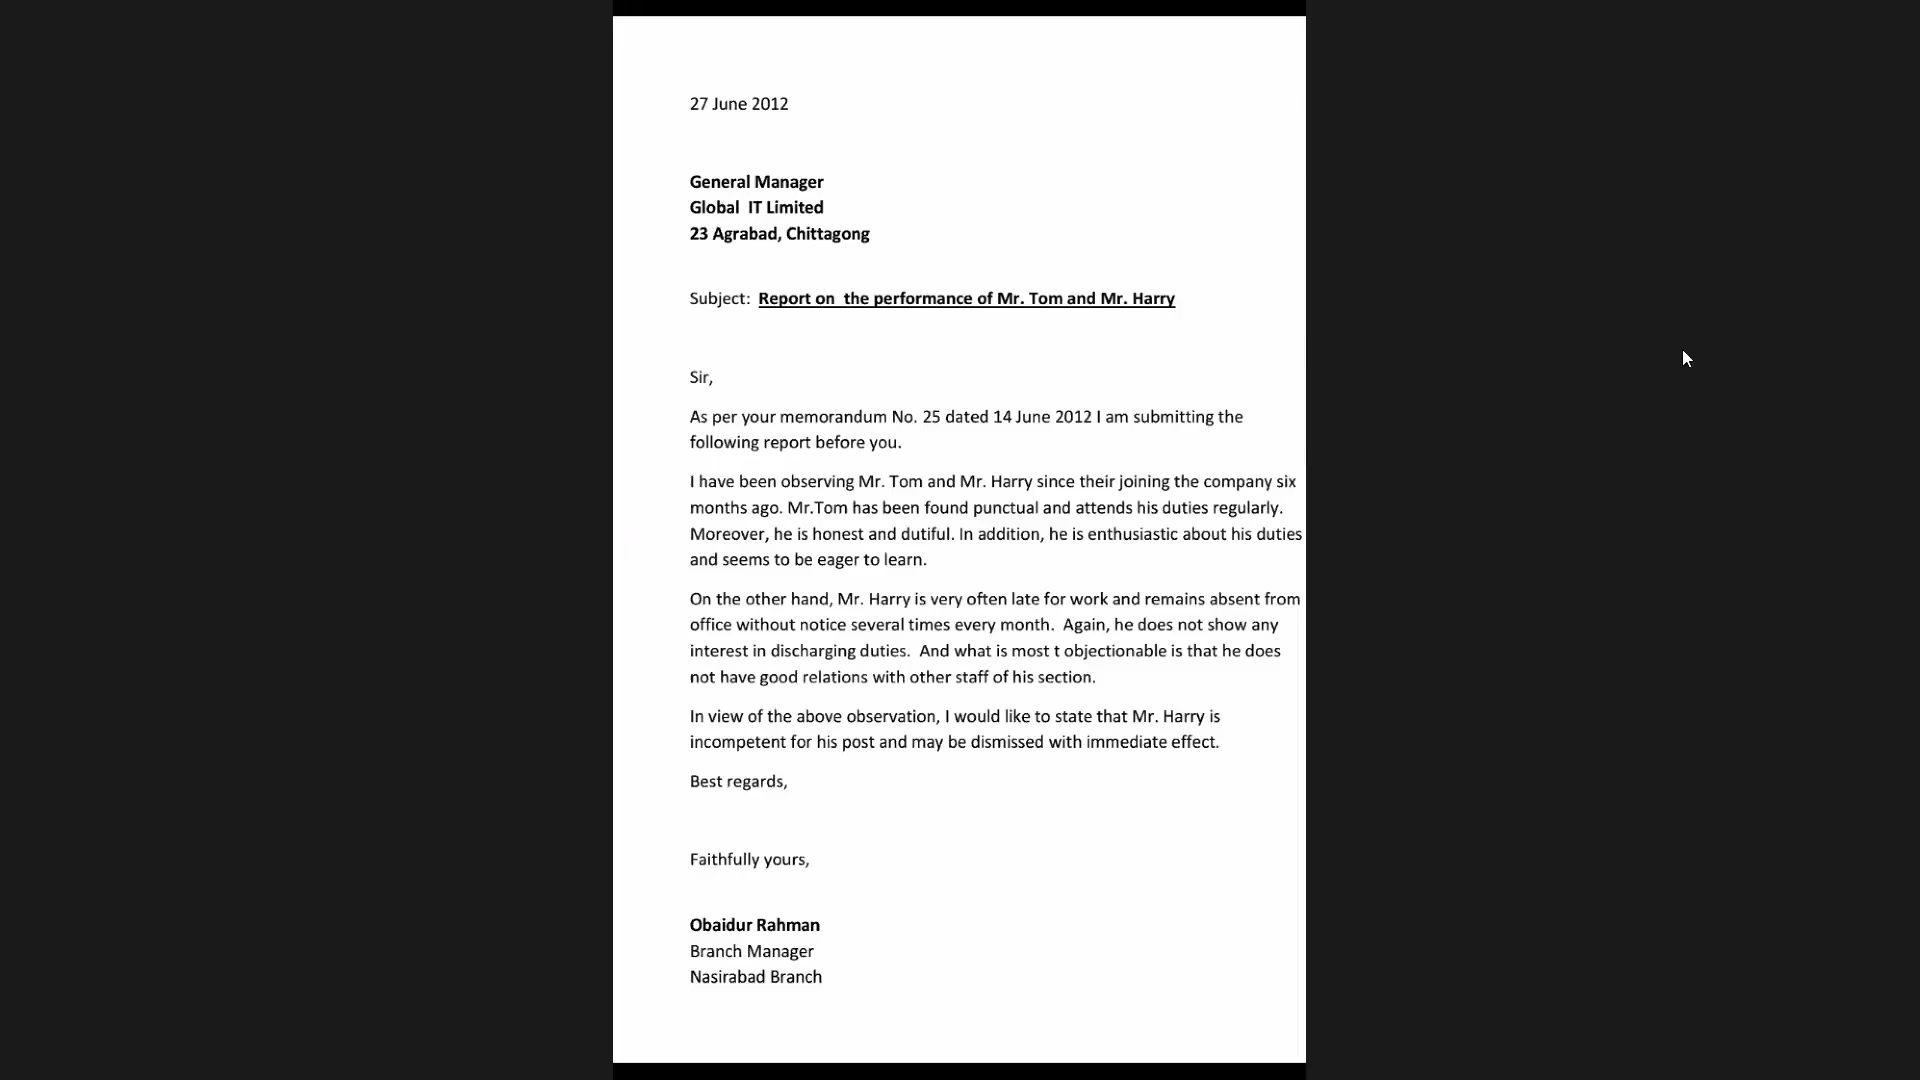 27 June 2012
General Manager
Global  IT Limited
23 Agrabad, Chittagong
Subject:  Report on  the performance of Mr. Tom and Mr. Harry
Sir,
As per your memorandum No. 25 dated 14 June 2012 I am submitting the
following report before you.
I have been observing Mr. Tom and Mr. Harry since their joining the company six
months ago. Mr.Tom has been found punctual and attends his duties regularly.
Moreover, he is honest and dutiful. In addition, he is enthusiastic about his duties
and seems to be eager to learn.
On the other hand, Mr. Harry is very often late for work and remains absent from
office without notice several times every month.  Again, he does not show any
interest in discharging duties.  And what is most t objectionable is that he does
not have good relations with other staff of his section.
In view of the above observation, I would like to state that Mr. Harry is
incompetent for his post and may be dismissed with immediate effect.
Best regards,
Faithfully yours,
Obaidur Rahman
Branch Manager
Nasirabad Branch